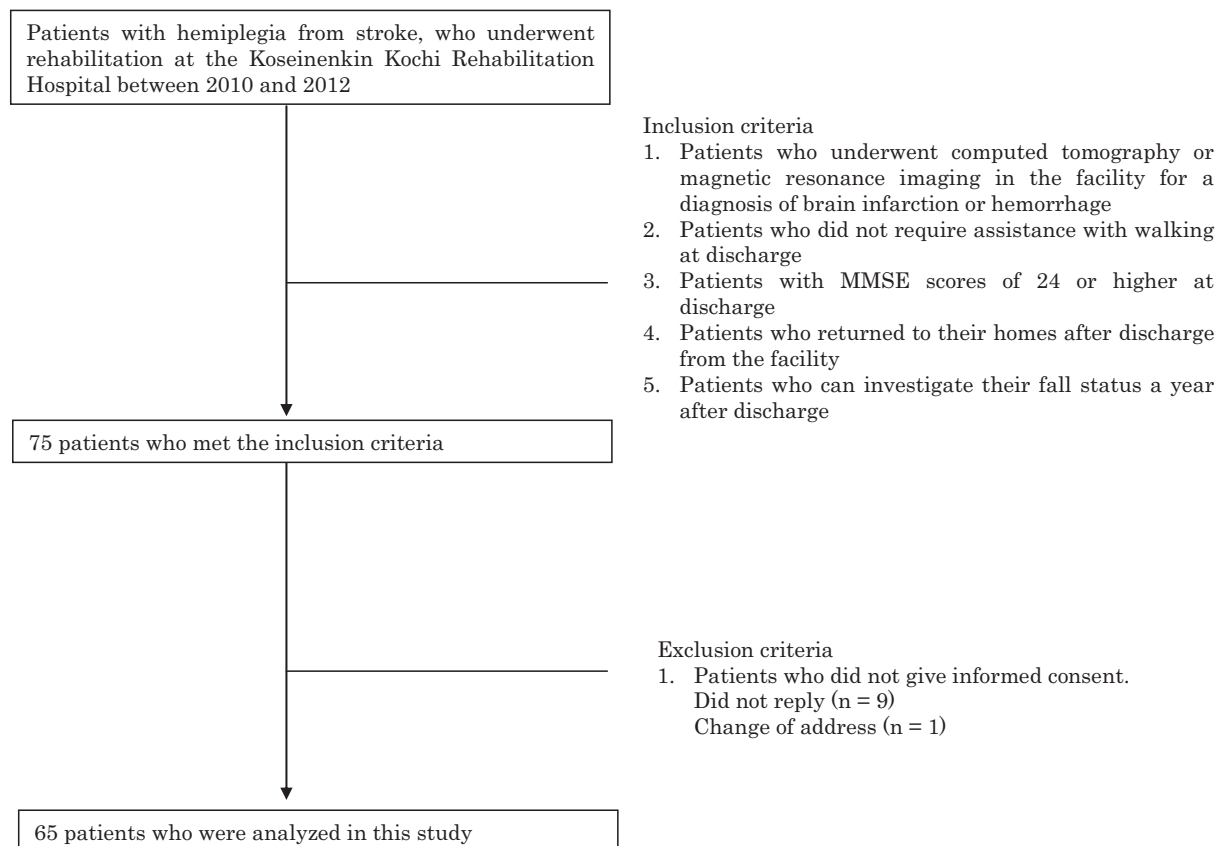 Patients with hemiplegia from stroke, who underwent
rehabilitation at the Koseinenkin Kochi Rehabilitation
Hospital between 2010 and 2012
Inclusion criteria
1. Patients who underwent computed tomography or
magnetic resonance imaging in the facility for a
diagnosis of brain infarction or hemorrhage
2. Patients who did not require assistance with walking
at discharge
3. Patients with MMSE scores of 24 or higher at
discharge
4. Patients who returned to their homes after discharge
from the facility
5. Patients who can investigate their fall status a year
after discharge
75 patients who met the inclusion criteria
Exclusion criteria
1. Patients who did not give informed consent.
Did not reply (n = 9)
Change of address (n = 1)
65 patients who were analyzed in this study